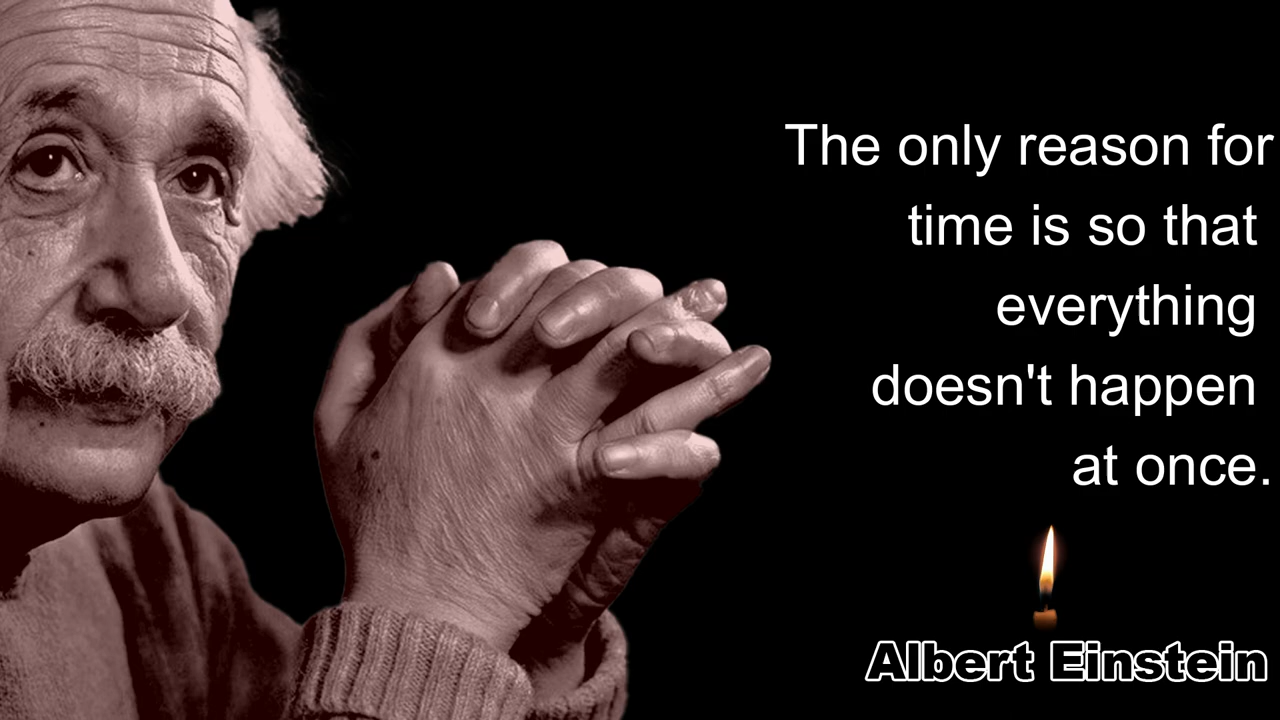 The only reason for
time is so that
everything
doesn't happen
at once.
Albert Einstein